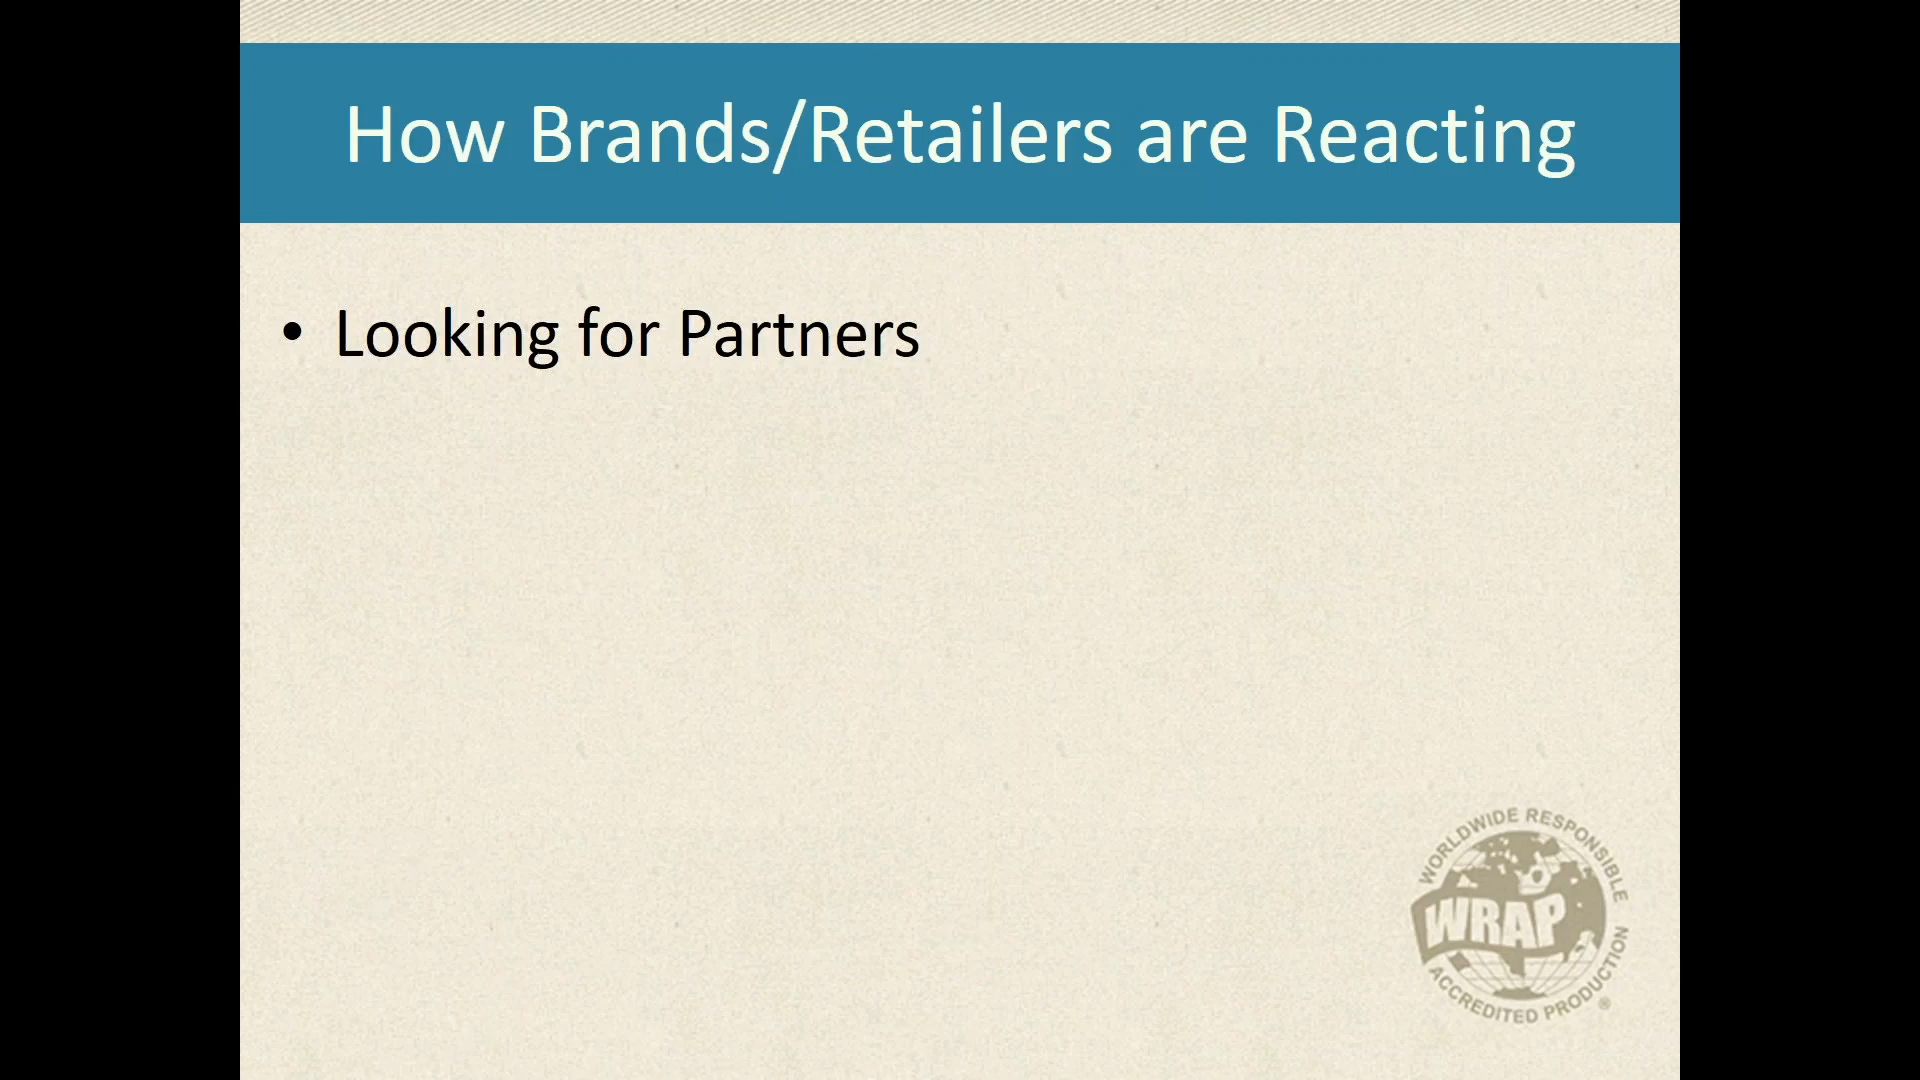 How Brands/Retailers are Reacting
• Looking for Partners
WORLDWIDE RESPONSIBLE
WRAP
ACCREDITED PRODUCTION
®